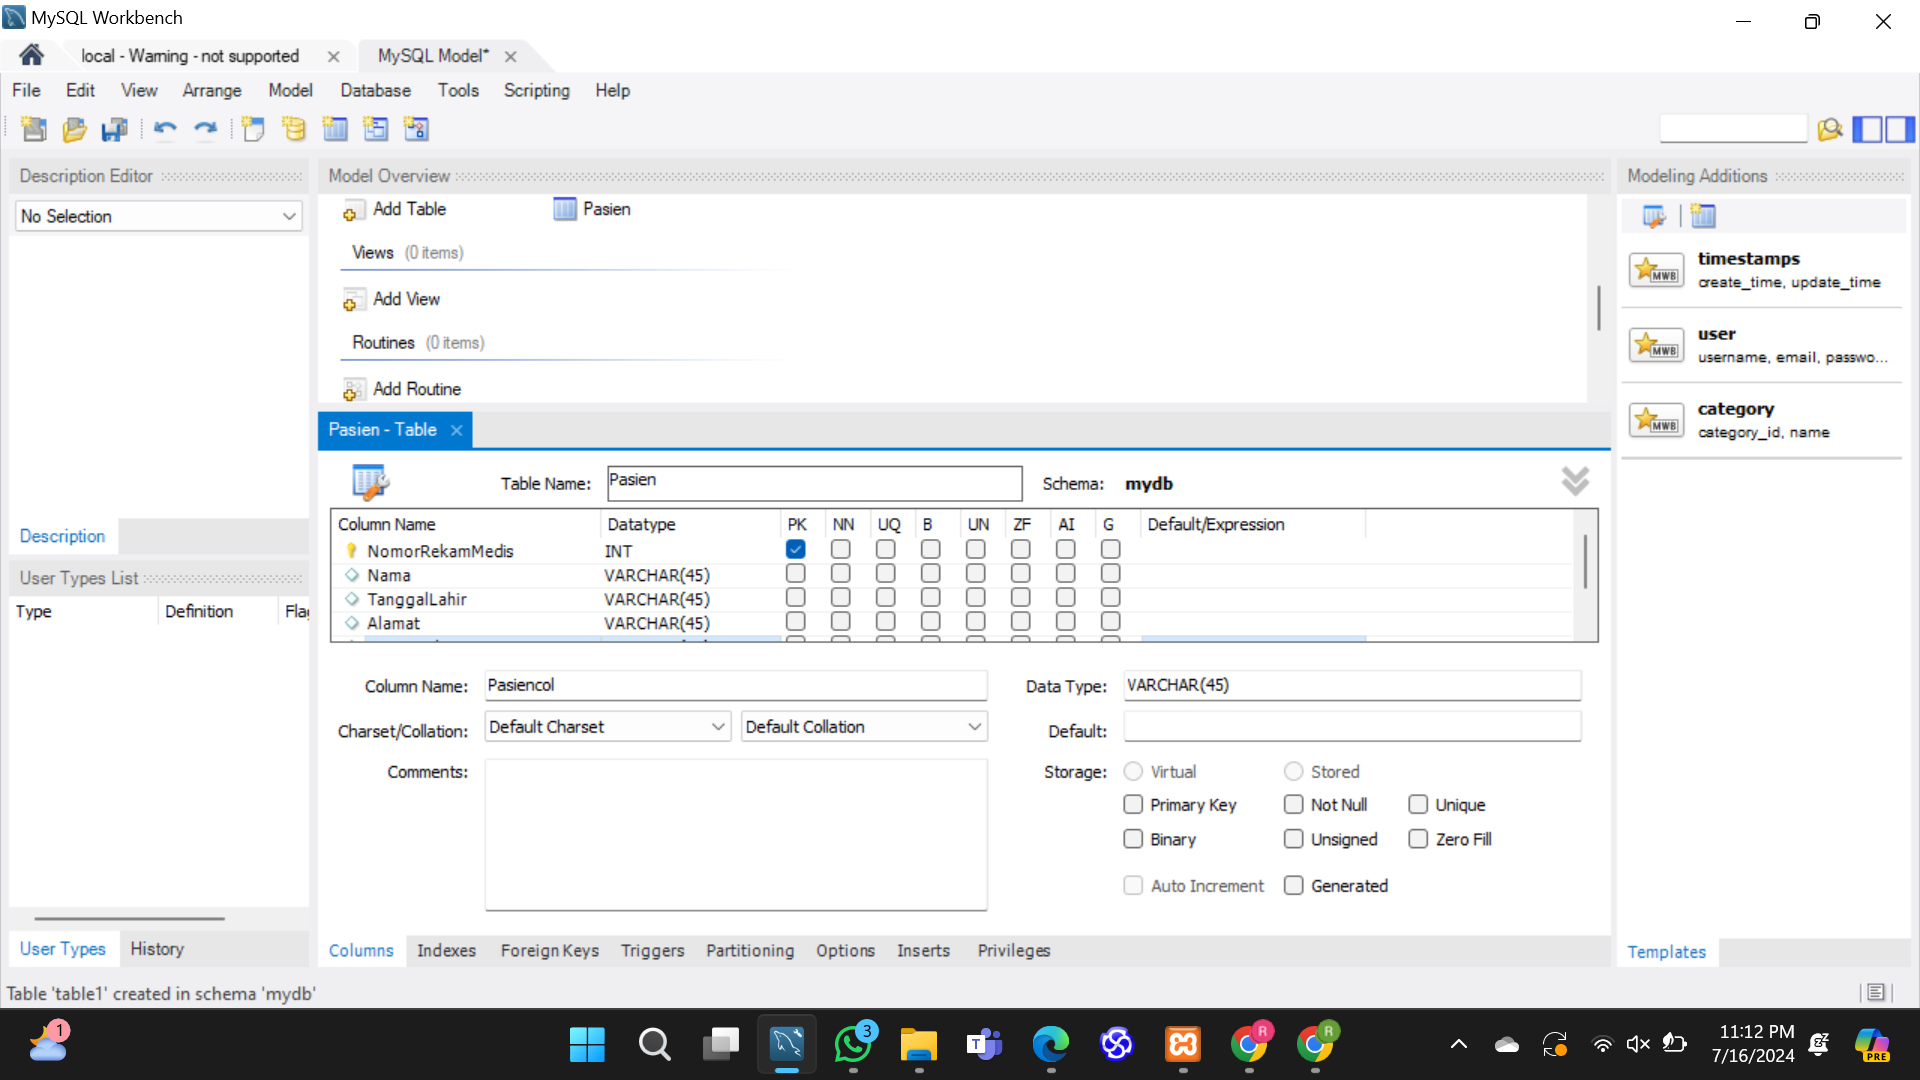 MySQL Workbench
local - Warning - not supported
MySQL Model*
File Edit View Arrange Model Database Tools Scripting Help
Description Editor
No Selection
Description
User Types List
Type Definition Flag
User Types History
Model Overview
Add Table Pasien
Views (0 items)
Add View
Routines (0 items)
Add Routine
Pasien - Table
Table Name: Pasien Schema: mydb
Column Name Datatype PK NN UQ B UN ZF AI G Default/Expression
NomorRekamMedis INT
Nama VARCHAR(45)
TanggalLahir VARCHAR(45)
Alamat VARCHAR(45)
Column Name: Pasiencol Data Type: VARCHAR(45)
Charset/Collation: Default Charset Default Collation Default:
Comments: Storage: Virtual Stored
Primary Key Not Null Unique
Binary Unsigned Zero Fill
Auto Increment Generated
Columns Indexes Foreign Keys Triggers Partitioning Options Inserts Privileges
Modeling Additions
MWB timestamps
create_time, update_time
MWB user
username, email, passwo...
MWB category
category_id, name
Templates
Table 'table1' created in schema 'mydb'
1
3
T
R
R
11:12 PM
7/16/2024
PRE